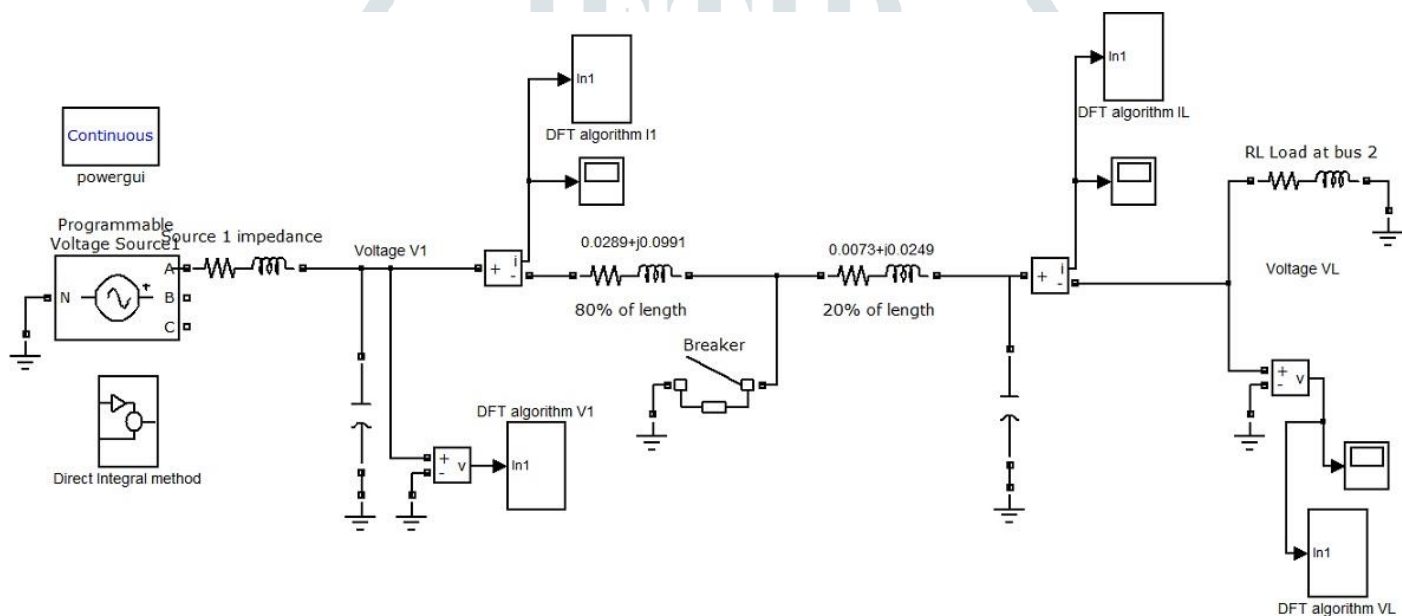 In1
DFT algorithm I1
In1
DFT algorithm IL
Continuous
powergui
RL Load at bus 2
Programmable
Voltage Source1
Source 1 impedance
Voltage V1
+
-
i
0.0289+j0.0991
80% of length
0.0073+j0.0249
20% of length
+
-
i
Voltage VL
N
+
A
B
C
Breaker
+
-
v
DFT algorithm V1
In1
+
-
v
Direct Integral method
In1
DFT algorithm VL